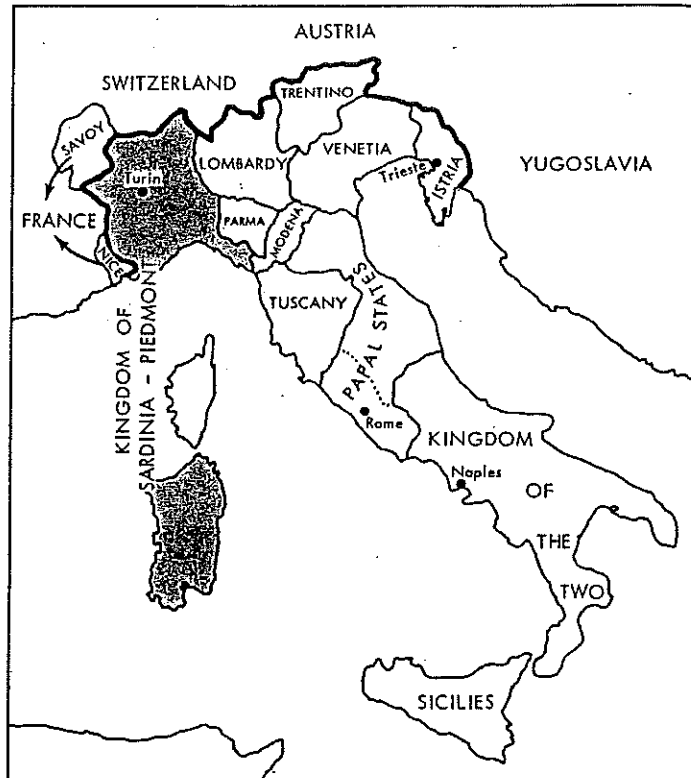 AUSTRIA
SWITZERLAND
TRENTINO
SAVOY
LOMBARDY
VENETIA
Trieste
ISTRIA
YUGOSLAVIA
Turin
FRANCE
PARMA
MODENA
NICE
TUSCANY
PAPAL STATES
KINGDOM OF
SARDINIA - PIEDMONT
Rome
KINGDOM
Naples
OF
THE
TWO
SICILIES